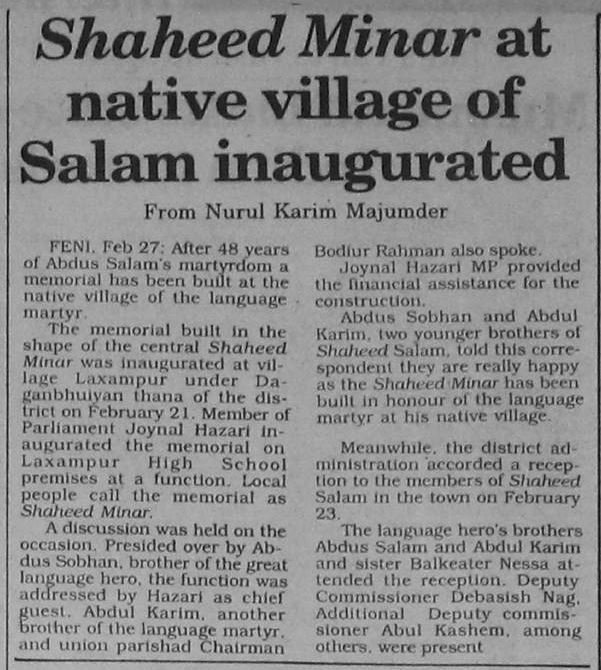 Shaheed Minar at
native village of
Salam inaugurated
From Nurul Karim Majumder
FENI, Feb 27: After 48 years
of Abdus Salam's martyrdom a
memorial has been built at the
native village of the language
martyr.
The memorial built in the
shape of the central Shaheed
Minar was inaugurated at vil-
lage Laxampur under Da-
ganbhuiyan thana of the dis-
trict on February 21. Member of
Parliament Joynal Hazari in-
augurated the memorial on
Laxampur High School
premises at a function. Local
people call the memorial as
Shaheed Minar.
A discussion was held on the
occasion. Presided over by Ab-
dus Sobhan, brother of the great
language hero, the function was
addressed by Hazari as chief
guest. Abdul Karim, another
brother of the language martyr,
and union parishad Chairman
Bodiur Rahman also spoke.
Joynal Hazari MP provided
the financial assistance for the
construction.
Abdus Sobhan and Abdul
Karim, two younger brothers of
Shaheed Salam, told this corre-
spondent they are really happy
as the Shaheed Minar has been
built in honour of the language
martyr at his native village.
Meanwhile, the district ad-
ministration accorded a recep-
tion to the members of Shaheed
Salam in the town on February
23.
The language hero's brothers
Abdus Salam and Abdul Karim
and sister Balkeater Nessa at-
tended the reception. Deputy
Commissioner Debasish Nag,
Additional Deputy commis-
sioner Abul Kashem, among
others, were present